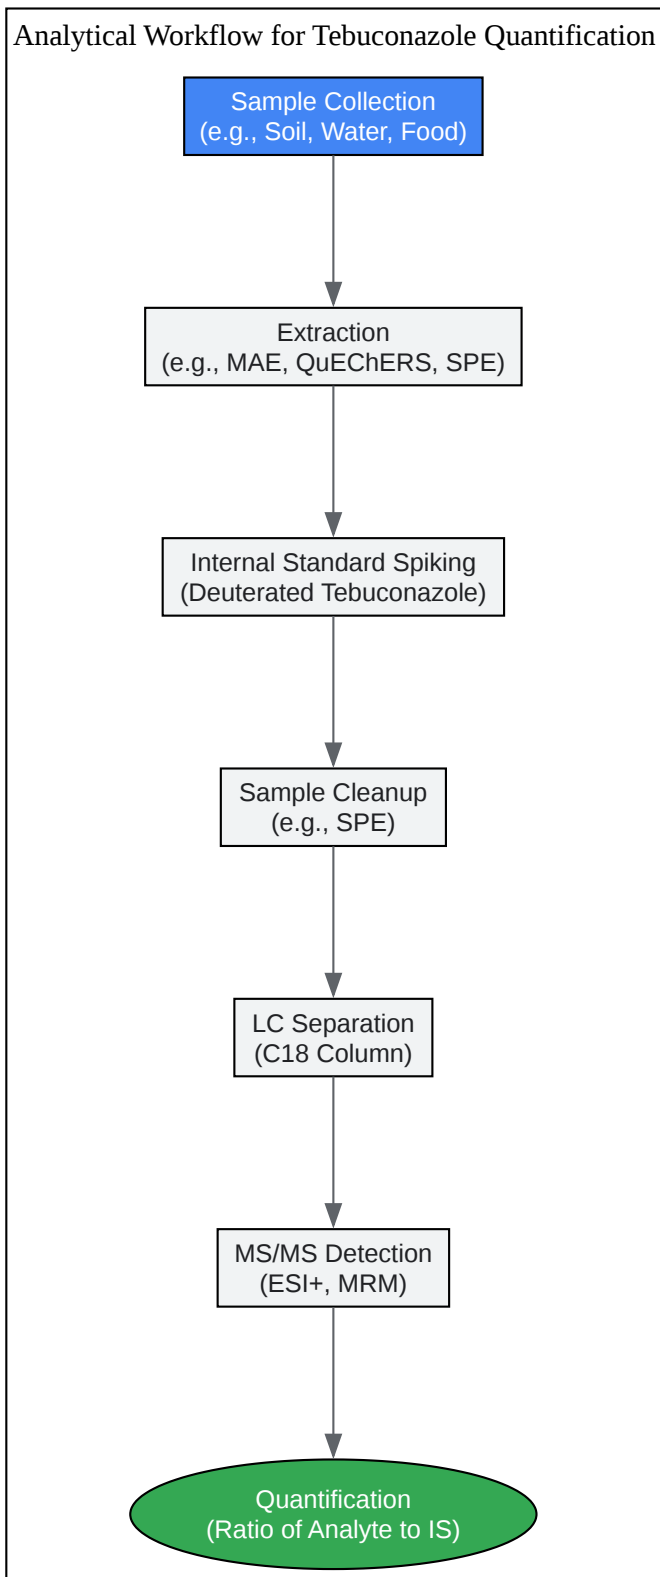 Analytical Workflow for Tebuconazole Quantification
Sample Collection
(e.g., Soil, Water, Food)
Extraction
(e.g., MAE, QuEChERS, SPE)
Internal Standard Spiking
(Deuterated Tebuconazole)
Sample Cleanup
(e.g., SPE)
LC Separation
(C18 Column)
MS/MS Detection
(ESI+, MRM)
Quantification
(Ratio of Analyte to IS)